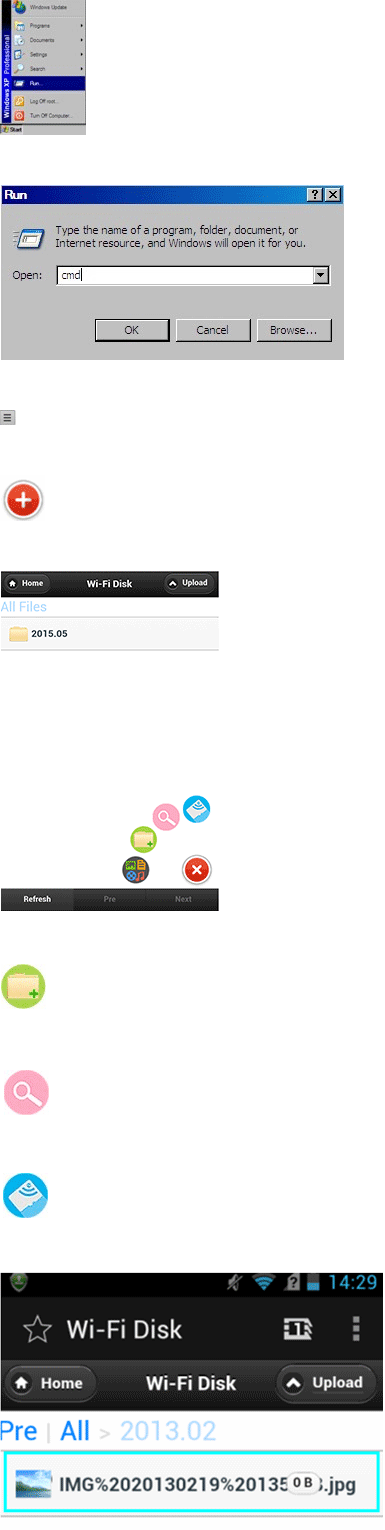 Windows Update
Programs
Documents
Settings
Search
Run...
Log Off root...
Turn Off Computer...
Windows XP Professional
Start
Run
Type the name of a program, folder, document, or
Internet resource, and Windows will open it for you.
Open: cmd
OK Cancel Browse...
Home Wi-Fi Disk Upload
All Files
2015.05
Refresh Pre Next
14:29
Wi-Fi Disk 1
Home Wi-Fi Disk Upload
Pre | All > 2013.02
IMG%2020130219%20135 0 B .jpg